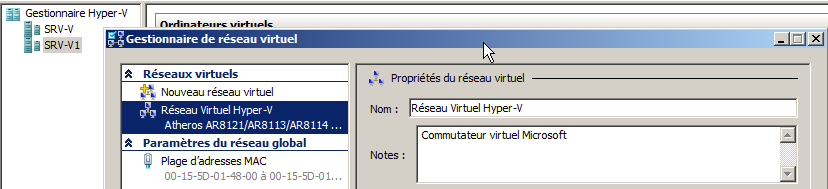 Gestionnaire Hyper-V
SRV-V
SRV-V1
Ordinateurs virtuels
Gestionnaire de réseau virtuel
Réseaux virtuels
Nouveau réseau virtuel
Réseau Virtuel Hyper-V
Atheros AR8121/AR8113/AR8114 ...
Paramètres du réseau global
Plage d'adresses MAC
00-15-5D-01-48-00 à 00-15-5D-01...
Propriétés du réseau virtuel
Nom : Réseau Virtuel Hyper-V
Notes : Commutateur virtuel Microsoft